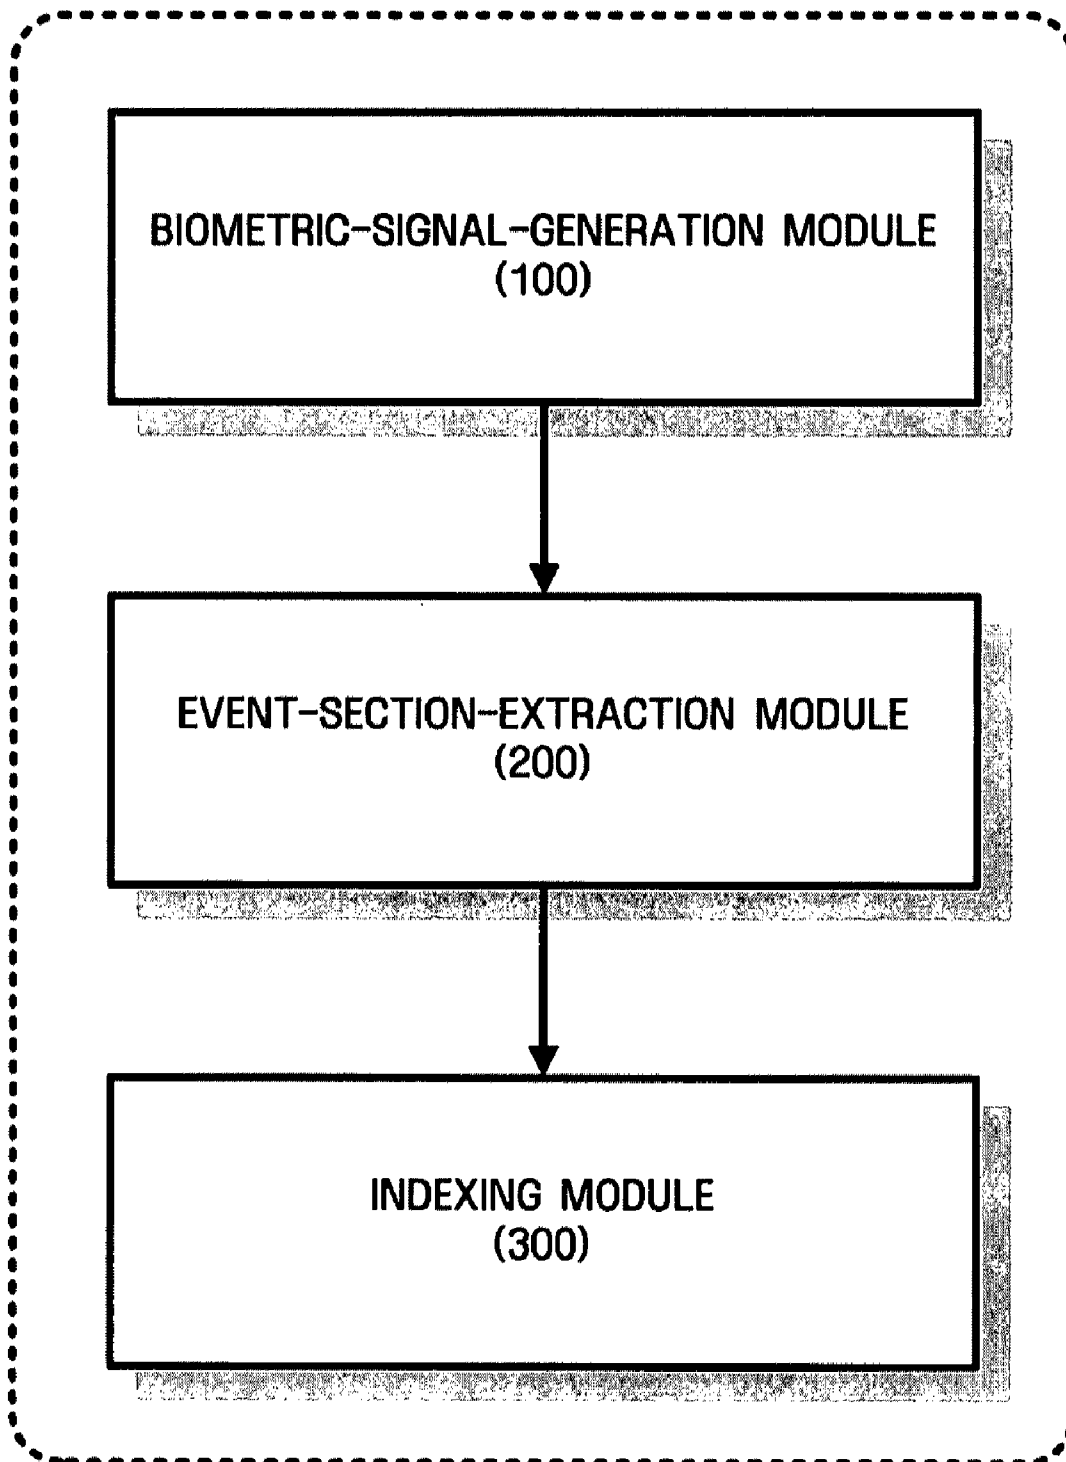 BIOMETRIC-SIGNAL-GENERATION MODULE
(100)
EVENT-SECTION-EXTRACTION MODULE
(200)
INDEXING MODULE
(300)